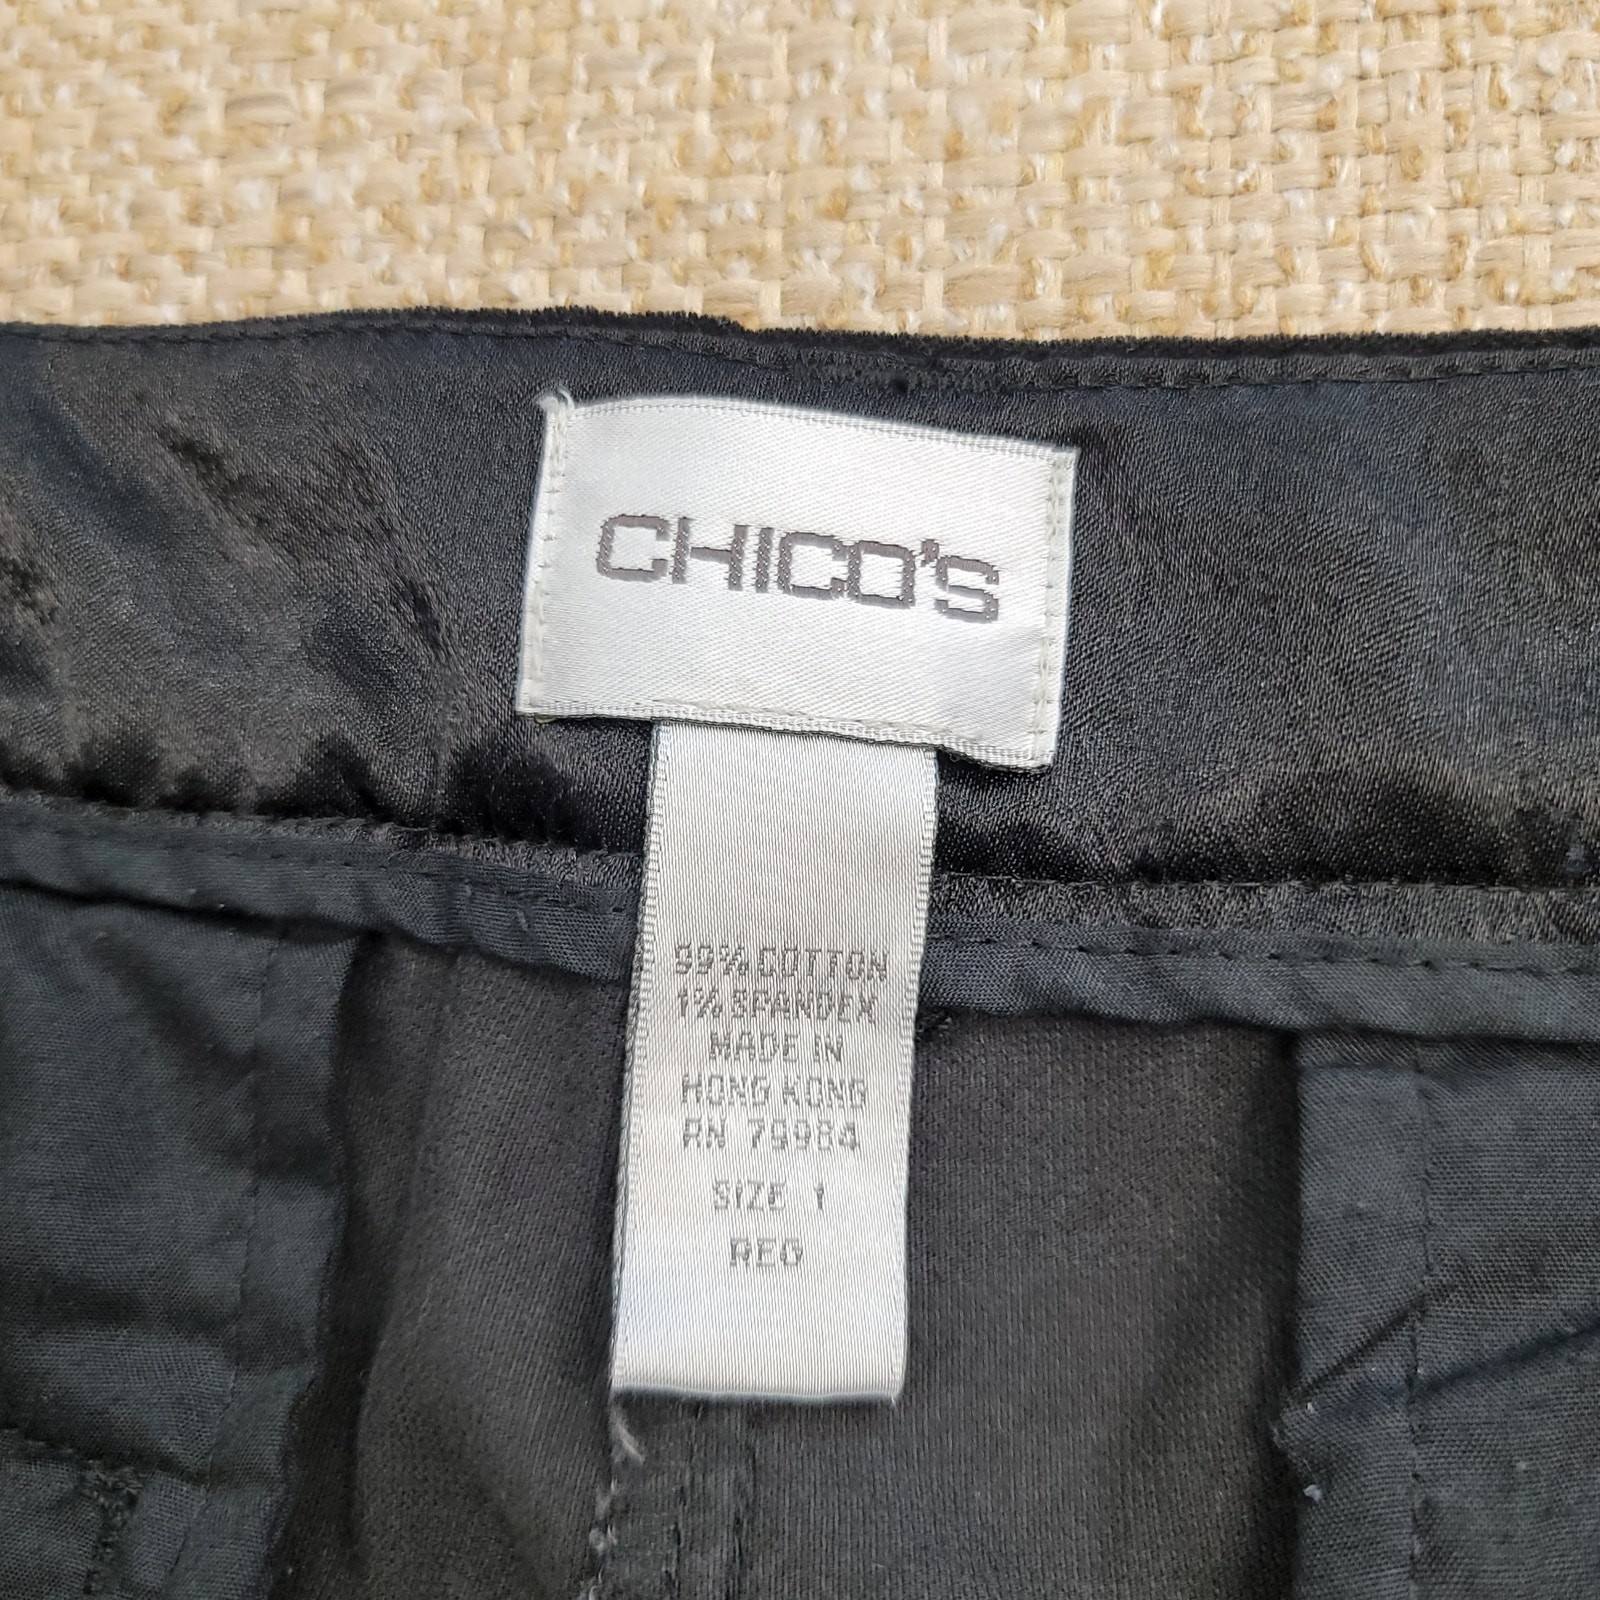 CHICO'S
99% COTTON
1% SPANDEX
MADE IN
HONG KONG
RN 79984
SIZE 1
REG